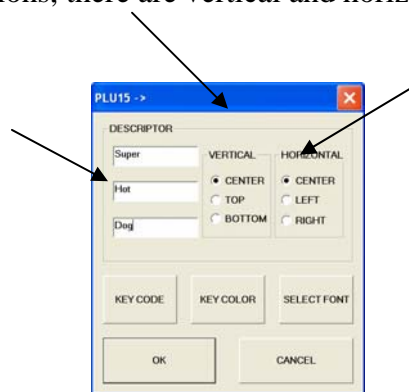 ons, there are vertical and horiz
PLU15 ->
DESCRIPTOR
Super
Hot
Dog
VERTICAL
CENTER
TOP
BOTTOM
HORIZONTAL
CENTER
LEFT
RIGHT
KEY CODE
KEY COLOR
SELECT FONT
OK
CANCEL